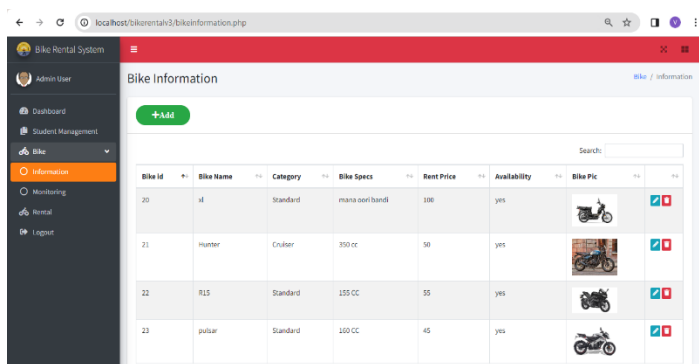 localhost/bikerentalv3/bikeinformation.php
V
Bike Rental System
Admin User
Dashboard
Student Management
Bike
Information
Monitoring
Rental
Logout
Bike Information
Bike / Information
+Add
Search:
Bike Id Bike Name Category Bike Specs Rent Price Availability Bike Pic
20 xl Standard mana oori bandi 100 yes
21 Hunter Cruiser 350 cc 50 yes
22 R15 Standard 155 CC 55 yes
23 pulsar Standard 160 CC 45 yes